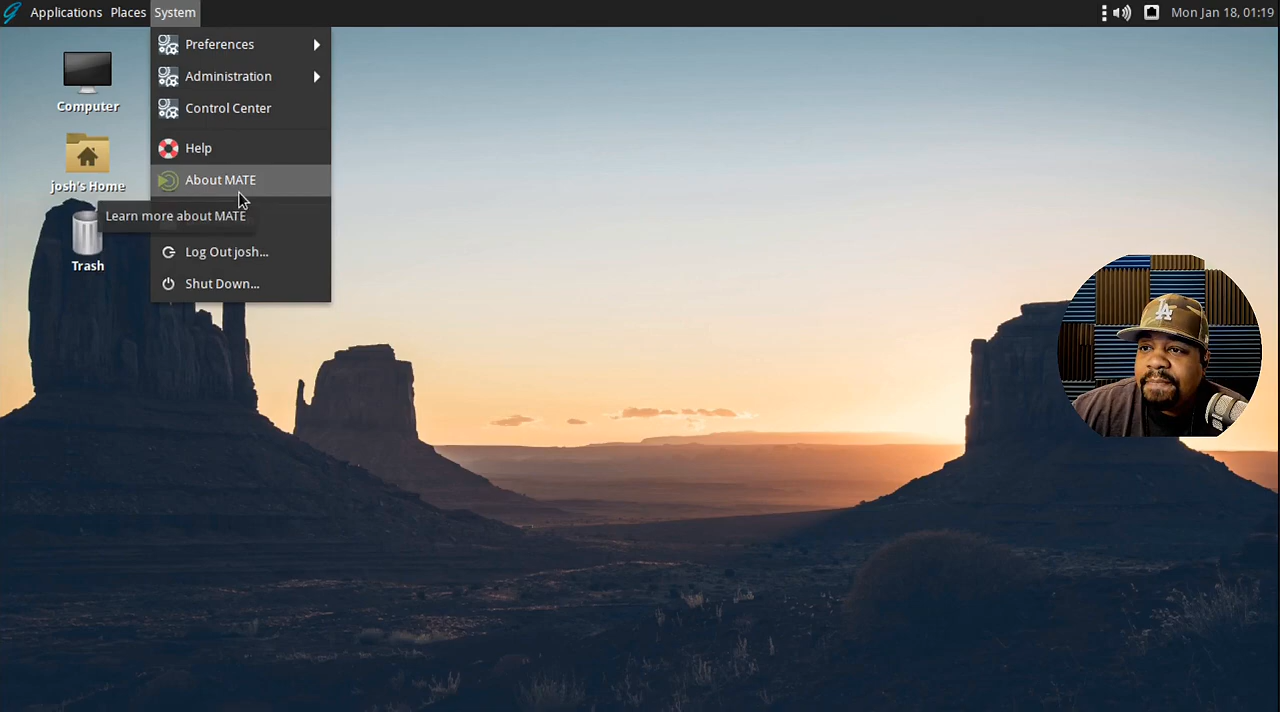 Applications Places System
Mon Jan 18, 01:19
Preferences
Administration
Control Center
Help
About MATE
Learn more about MATE
Log Out josh...
Shut Down...
Computer
josh's Home
Trash
LA